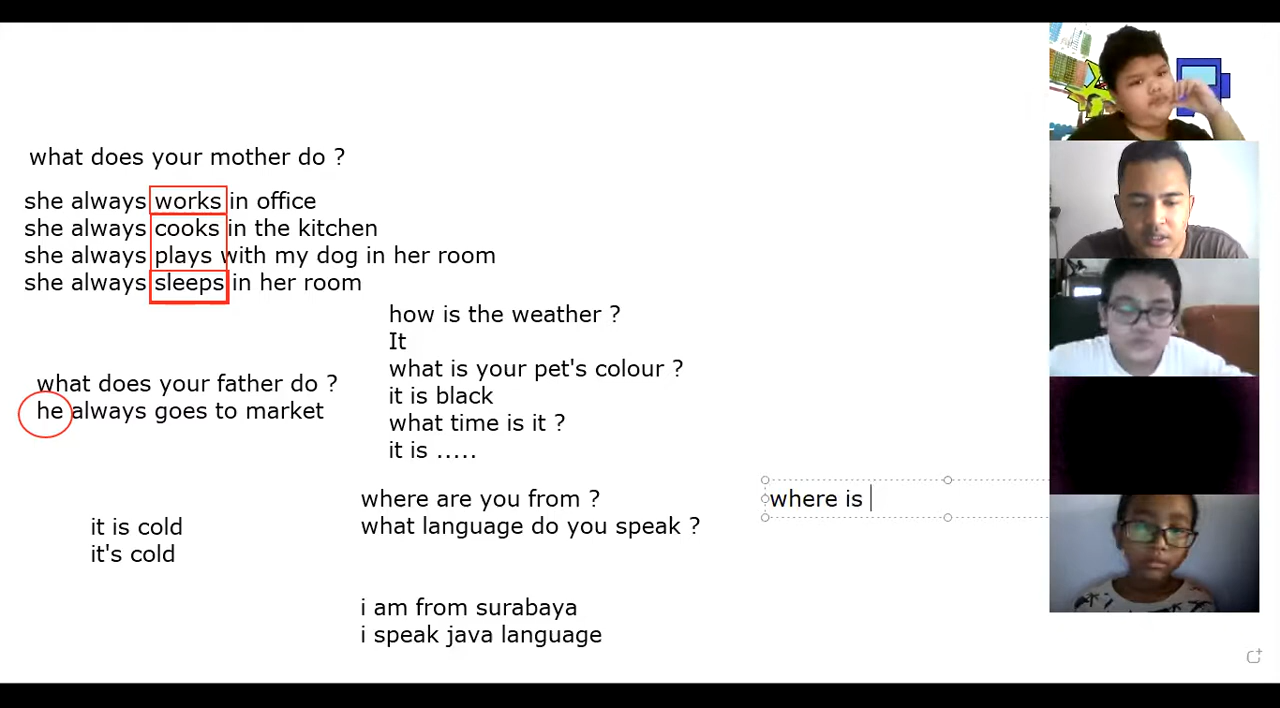 what does your mother do ?
she always works in office
she always cooks in the kitchen
she always plays with my dog in her room
she always sleeps in her room
what does your father do ?
he always goes to market
it is cold
it's cold
how is the weather ?
It
what is your pet's colour ?
it is black
what time is it ?
it is .....
where are you from ?
what language do you speak ?
i am from surabaya
i speak java language
where is